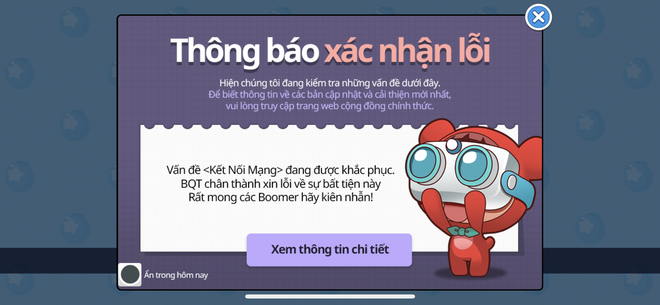 Thông báo xác nhận lỗi
Hiện chúng tôi đang kiểm tra những vấn đề dưới đây.
Để biết thông tin về các bản cập nhật và cải thiện mới nhất,
vui lòng truy cập trang web cộng đồng chính thức.
Vấn đề <Kết Nối Mạng> đang được khắc phục.
BQT chân thành xin lỗi về sự bất tiện này
Rất mong các Boomer hãy kiên nhẫn!
Xem thông tin chi tiết
Ẩn trong hôm nay